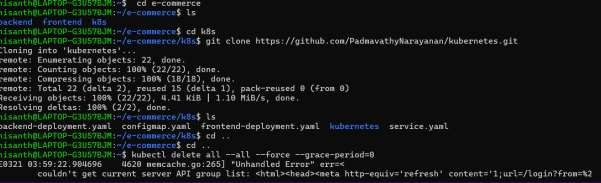 nisanth@LAPTOP-G3U57BJM:~$ cd e-commerce
nisanth@LAPTOP-G3U57BJM:~/e-commerce$ ls
backend frontend k8s
nisanth@LAPTOP-G3U57BJM:~/e-commerce$ cd k8s
nisanth@LAPTOP-G3U57BJM:~/e-commerce/k8s$ git clone https://github.com/PadmavathyNarayanan/kubernetes.git
Cloning into 'kubernetes'...
remote: Enumerating objects: 22, done.
remote: Counting objects: 100% (22/22), done.
remote: Compressing objects: 100% (18/18), done.
remote: Total 22 (delta 2), reused 15 (delta 1), pack-reused 0 (from 0)
Receiving objects: 100% (22/22), 4.41 KiB | 1.10 MiB/s, done.
Resolving deltas: 100% (2/2), done.
nisanth@LAPTOP-G3U57BJM:~/e-commerce/k8s$ ls
backend-deployment.yaml configmap.yaml frontend-deployment.yaml kubernetes service.yaml
nisanth@LAPTOP-G3U57BJM:~/e-commerce/k8s$ cd ..
nisanth@LAPTOP-G3U57BJM:~/e-commerce$ cd ..
nisanth@LAPTOP-G3U57BJM:~$ kubectl delete all --all --force --grace-period=0
E0321 03:59:22.904696 4620 memcache.go:265] "Unhandled Error" err=<
couldn't get current server API group list: <html><head><meta http-equiv='refresh' content='1;url=/login?from=%2